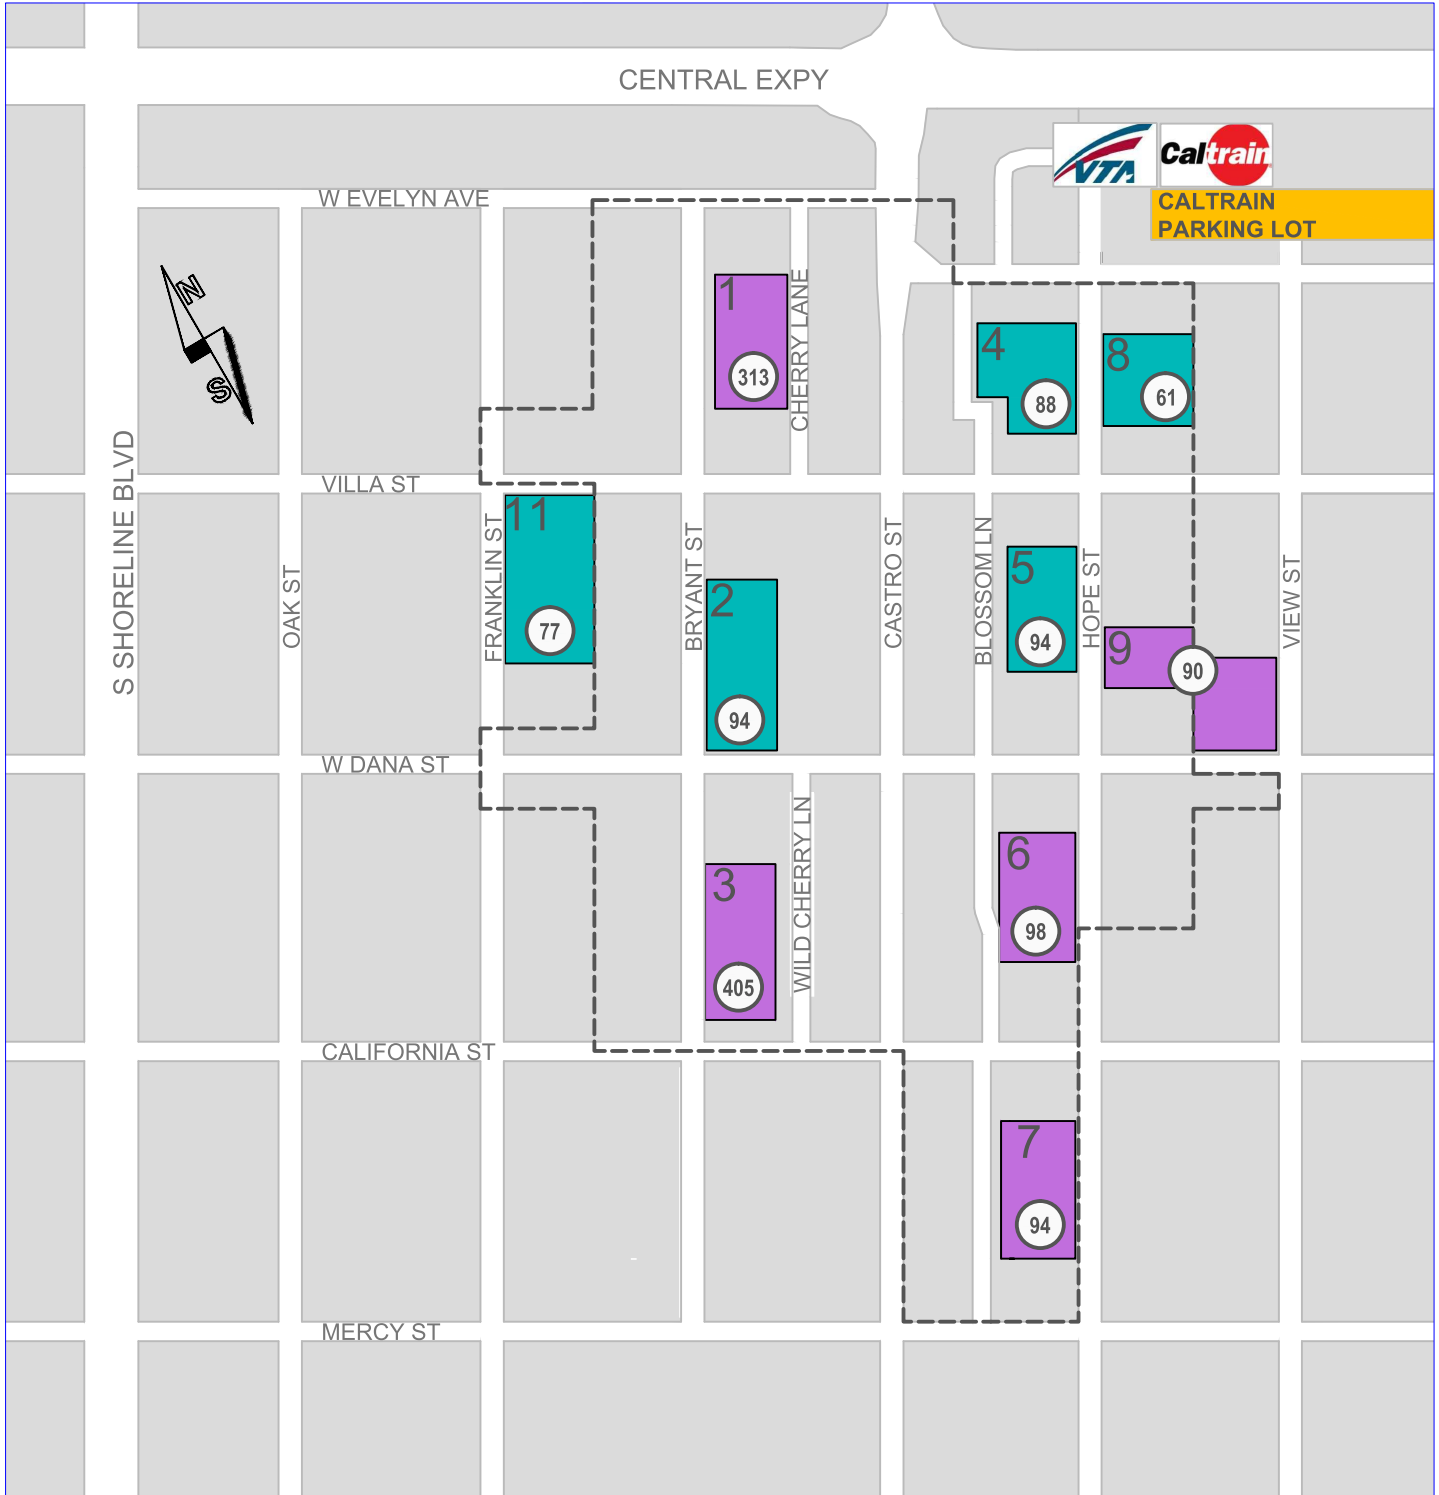 CENTRAL EXPY
VTA
Caltrain
CALTRAIN
PARKING LOT
W EVELYN AVE
N
S
1
313
CHERRY LANE
4
88
8
61
S SHORELINE BLVD
VILLA ST
OAK ST
FRANKLIN ST
11
77
BRYANT ST
2
94
CASTRO ST
BLOSSOM LN
5
94
HOPE ST
9
90
VIEW ST
W DANA ST
3
405
WILD CHERRY LN
6
98
CALIFORNIA ST
7
94
MERCY ST